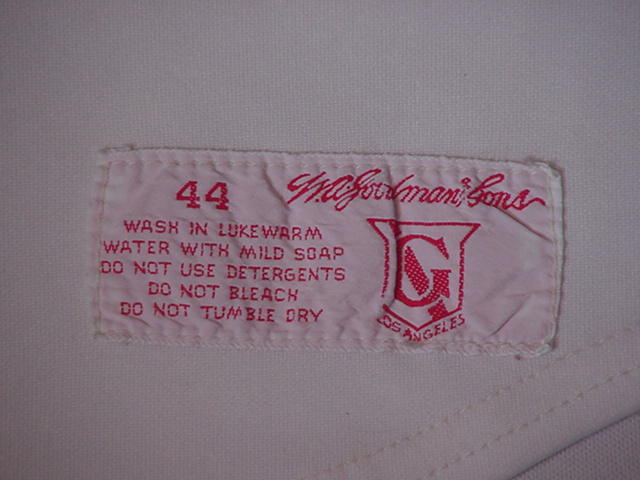 44
W.A. Goodman & Sons
WASH IN LUKEWARM
WATER WITH MILD SOAP
DO NOT USE DETERGENTS
DO NOT BLEACH
DO NOT TUMBLE DRY
G
LOS ANGELES